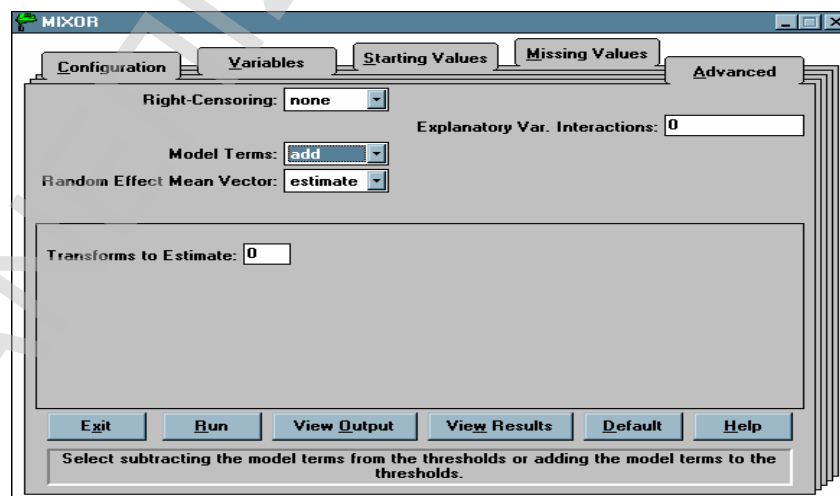 MIXOR
Configuration
Variables
Starting Values
Missing Values
Advanced
Right-Censoring: none
Explanatory Var. Interactions: 0
Model Terms: add
Random Effect Mean Vector: estimate
Transforms to Estimate: 0
Exit
Run
View Output
View Results
Default
Help
Select subtracting the model terms from the thresholds or adding the model terms to the
thresholds.